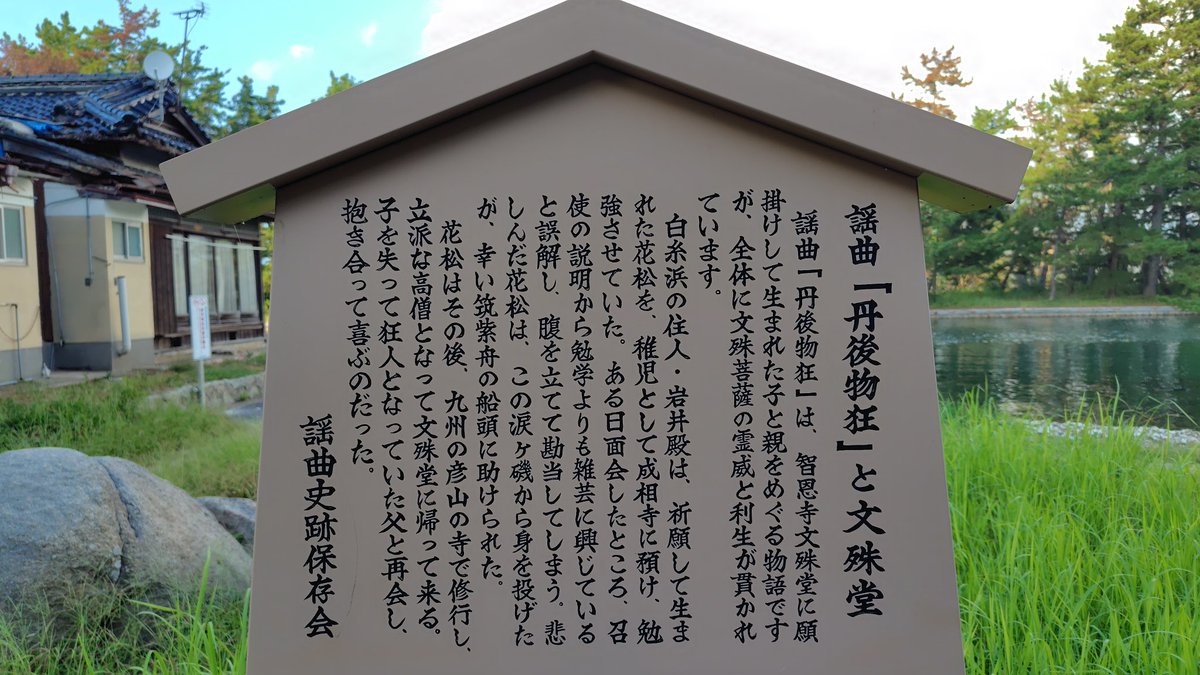 謡曲「丹後物狂」と文殊堂
謡曲「丹後物狂」は、智恩寺文殊堂に願
掛けして生まれた子と親をめぐる物語です
が、全体に文殊菩薩の霊威と利生が貫かれ
ています。
白糸浜の住人・岩井殿は、祈願して生ま
れた花松を、稚児として成相寺に預け、勉
強させていた。ある日面会したところ、召
使の説明から勉学よりも雑芸に興じている
と誤解し、腹を立てて勘当してしまう。悲
しんだ花松は、この涙ヶ磯から身を投げた
が、幸い筑紫舟の船頭に助けられた。
花松はその後、九州の彦山の寺で修行し、
立派な高僧となって文殊堂に帰って来る。
子を失って狂人となっていた父と再会し、
抱き合って喜ぶのだった。
謡曲史跡保存会